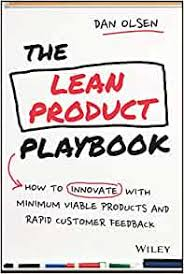 DAN OLSEN
THE
LEAN
PRODUCT
PLAYBOOK
HOW TO INNOVATE WITH
MINIMUM VIABLE PRODUCTS AND
RAPID CUSTOMER FEEDBACK
WILEY